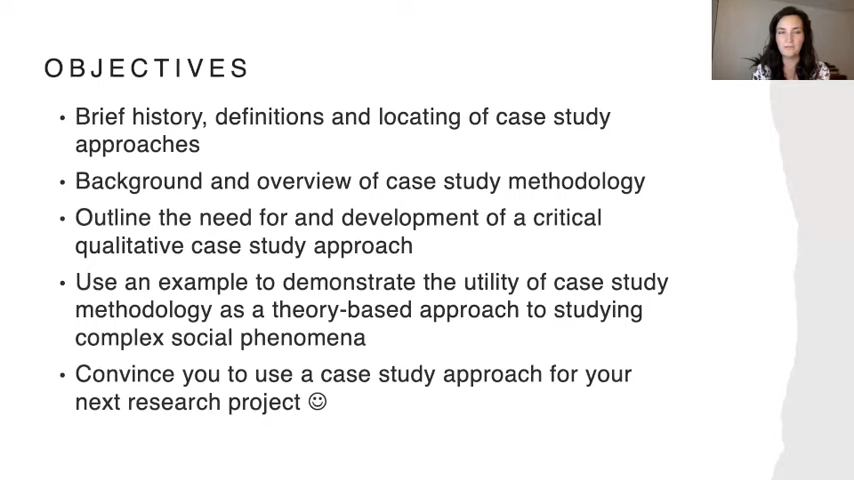 OBJECTIVES
• Brief history, definitions and locating of case study
approaches
• Background and overview of case study methodology
• Outline the need for and development of a critical
qualitative case study approach
• Use an example to demonstrate the utility of case study
methodology as a theory-based approach to studying
complex social phenomena
• Convince you to use a case study approach for your
next research project ☺